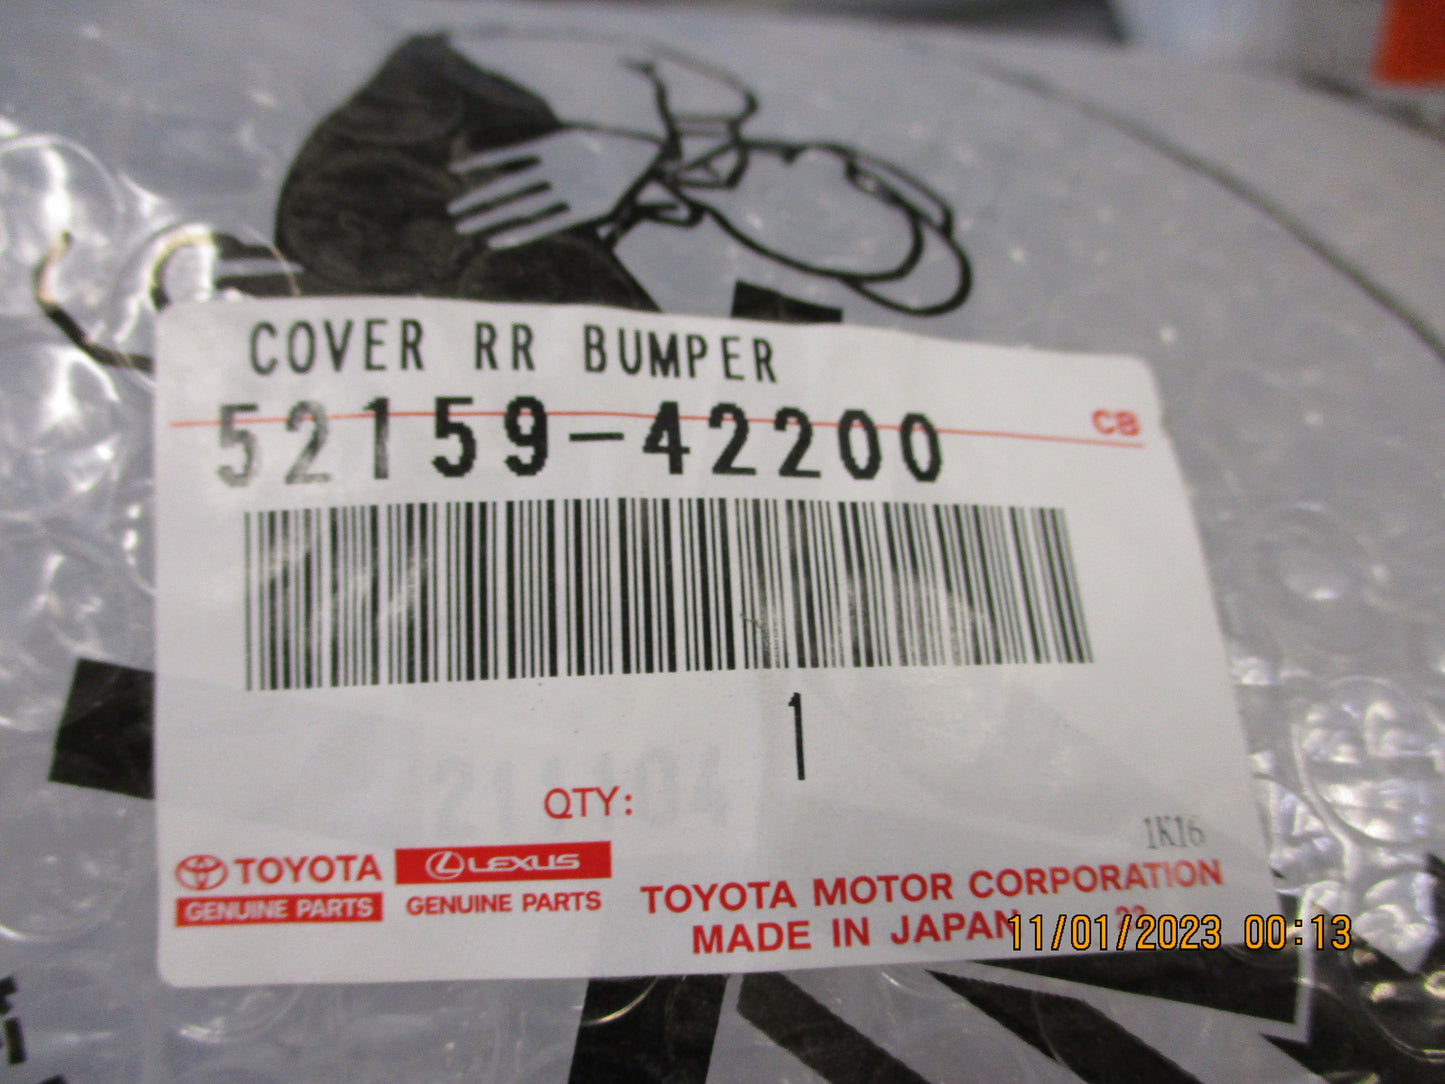 COVER RR BUMPER
52159-42200
CB
1
QTY:
1K16
TOYOTA
GENUINE PARTS
LEXUS
GENUINE PARTS
TOYOTA MOTOR CORPORATION
MADE IN JAPAN
11/01/2023 00:13